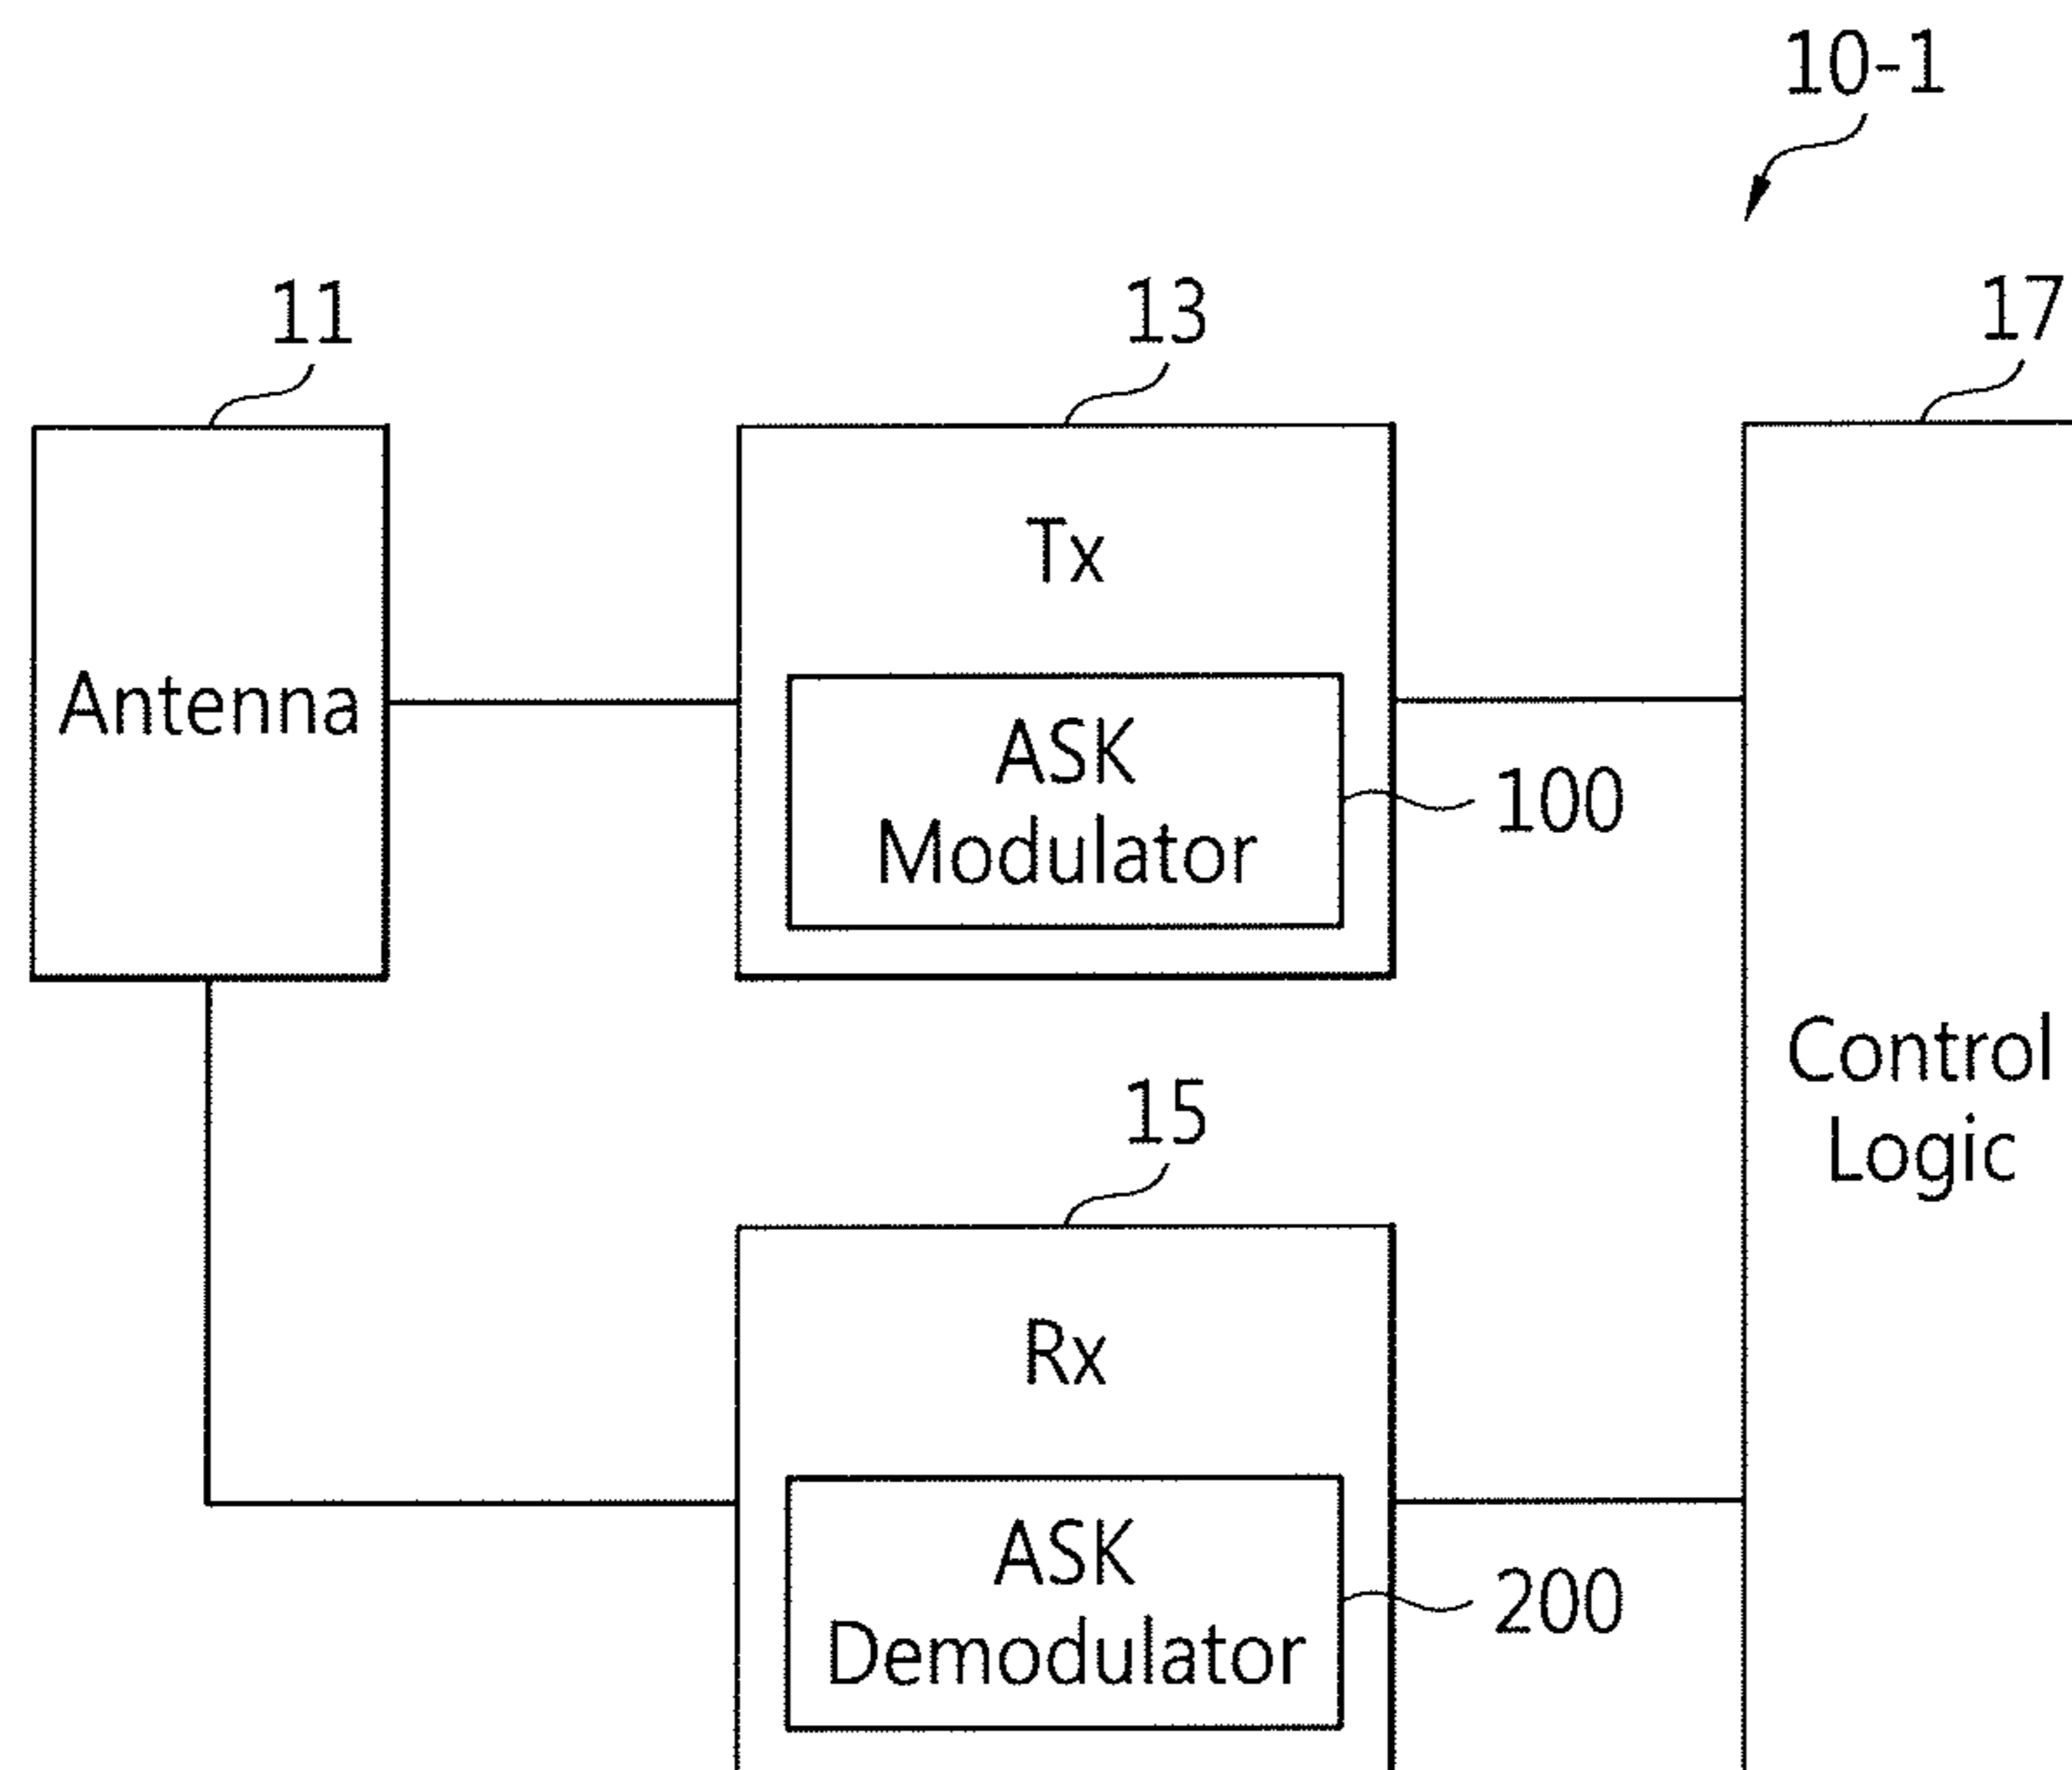 10-1
11
13
17
Tx
Antenna
ASK
Modulator
100
Control
Logic
15
Rx
ASK
Demodulator
200